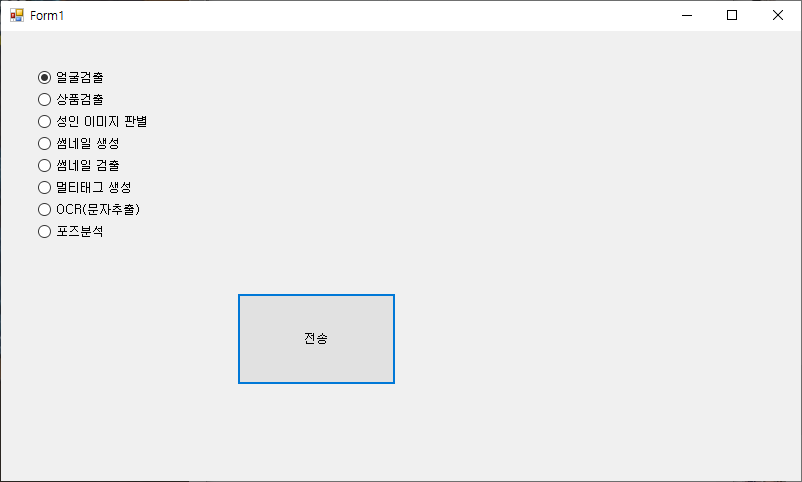 Form1
얼굴검출
상품검출
성인 이미지 판별
썸네일 생성
썸네일 검출
멀티태그 생성
OCR(문자추출)
포즈분석
전송